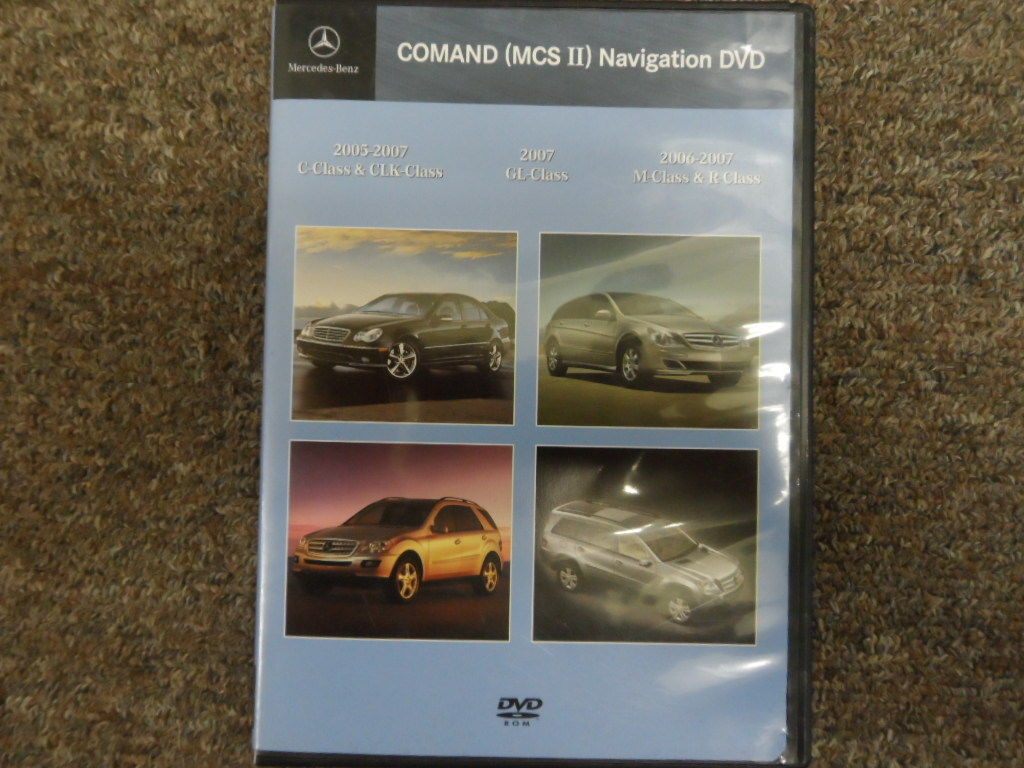 Mercedes-Benz
COMAND (MCS II) Navigation DVD
2005-2007
C-Class & CLK-Class
2007
GL-Class
2006-2007
M-Class & R-Class
DVD
ROM